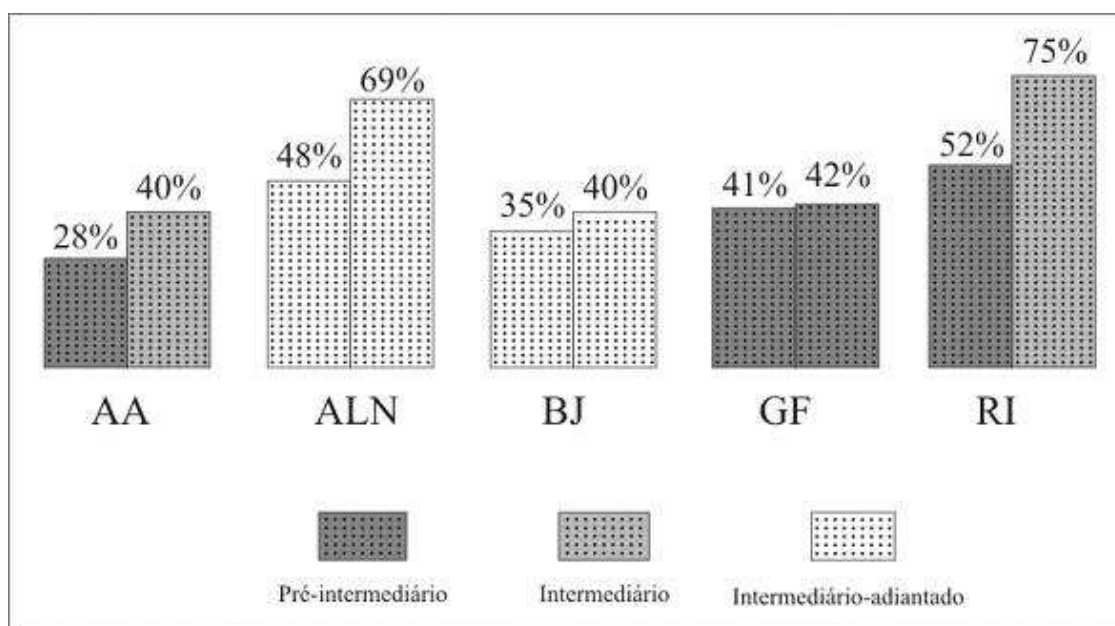 28% 40% 48% 69% 35% 40% 41% 42% 52% 75%
AA ALN BJ GF RI
Pré-intermediário Intermediário Intermediário-adiantado